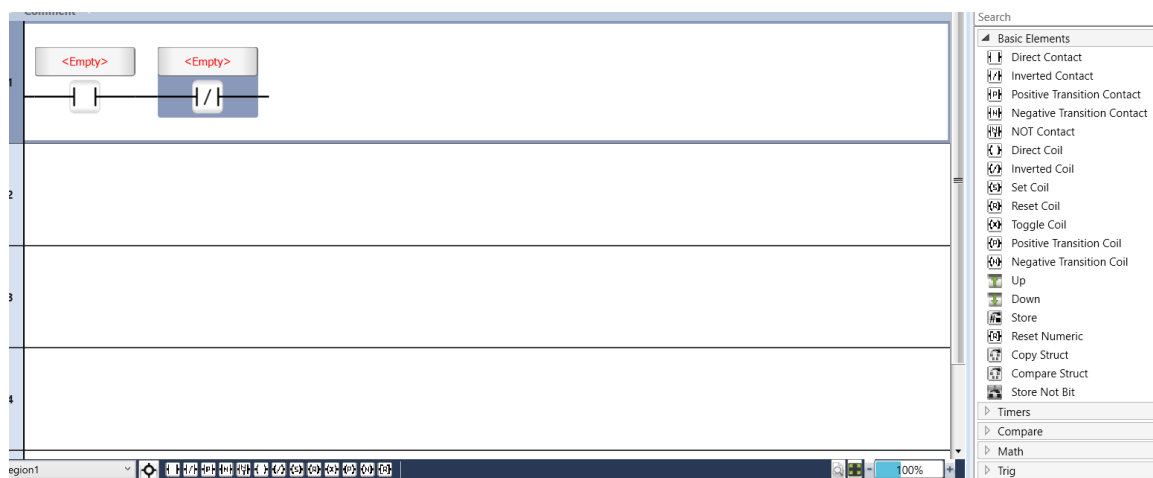 Comment
<Empty>
<Empty>
1
2
3
4
egion1
100%
Search
Basic Elements
Direct Contact
Inverted Contact
Positive Transition Contact
Negative Transition Contact
NOT Contact
Direct Coil
Inverted Coil
Set Coil
Reset Coil
Toggle Coil
Positive Transition Coil
Negative Transition Coil
Up
Down
Store
Reset Numeric
Copy Struct
Compare Struct
Store Not Bit
Timers
Compare
Math
Trig